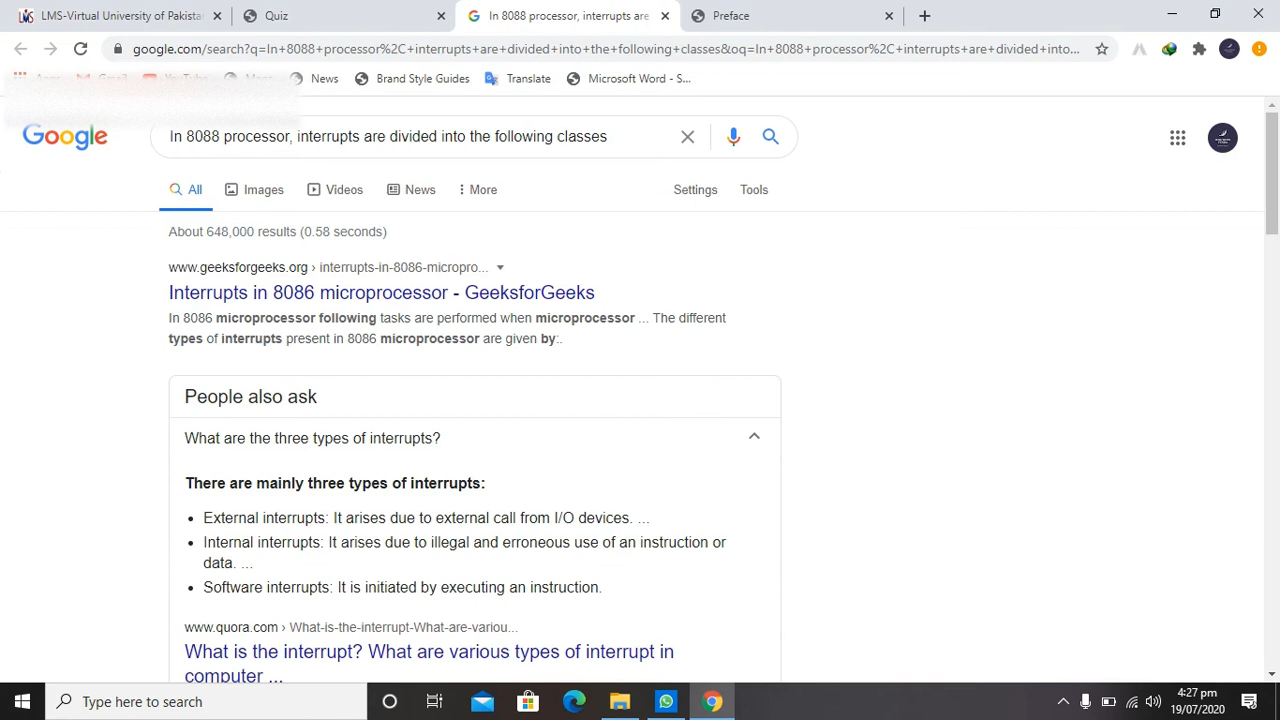 LMS-Virtual University of Pakista
Quiz
In 8088 processor, interrupts are
Preface
google.com/search?q=In+8088+processor%2C+interrupts+are+divided+into+the+following+classes&oq=In+8088+processor%2C+interrupts+are+divided+into...
News
Brand Style Guides
Translate
Microsoft Word - S...
Google
In 8088 processor, interrupts are divided into the following classes
All
Images
Videos
News
More
Settings
Tools
About 648,000 results (0.58 seconds)
www.geeksforgeeks.org › interrupts-in-8086-micropro...
Interrupts in 8086 microprocessor - GeeksforGeeks
In 8086 microprocessor following tasks are performed when microprocessor ... The different
types of interrupts present in 8086 microprocessor are given by:.
People also ask
What are the three types of interrupts?
There are mainly three types of interrupts:
• External interrupts: It arises due to external call from I/O devices. ...
• Internal interrupts: It arises due to illegal and erroneous use of an instruction or
data. ...
• Software interrupts: It is initiated by executing an instruction.
www.quora.com › What-is-the-interrupt-What-are-variou...
What is the interrupt? What are various types of interrupt in
computer ...
Type here to search
4:27 pm
19/07/2020